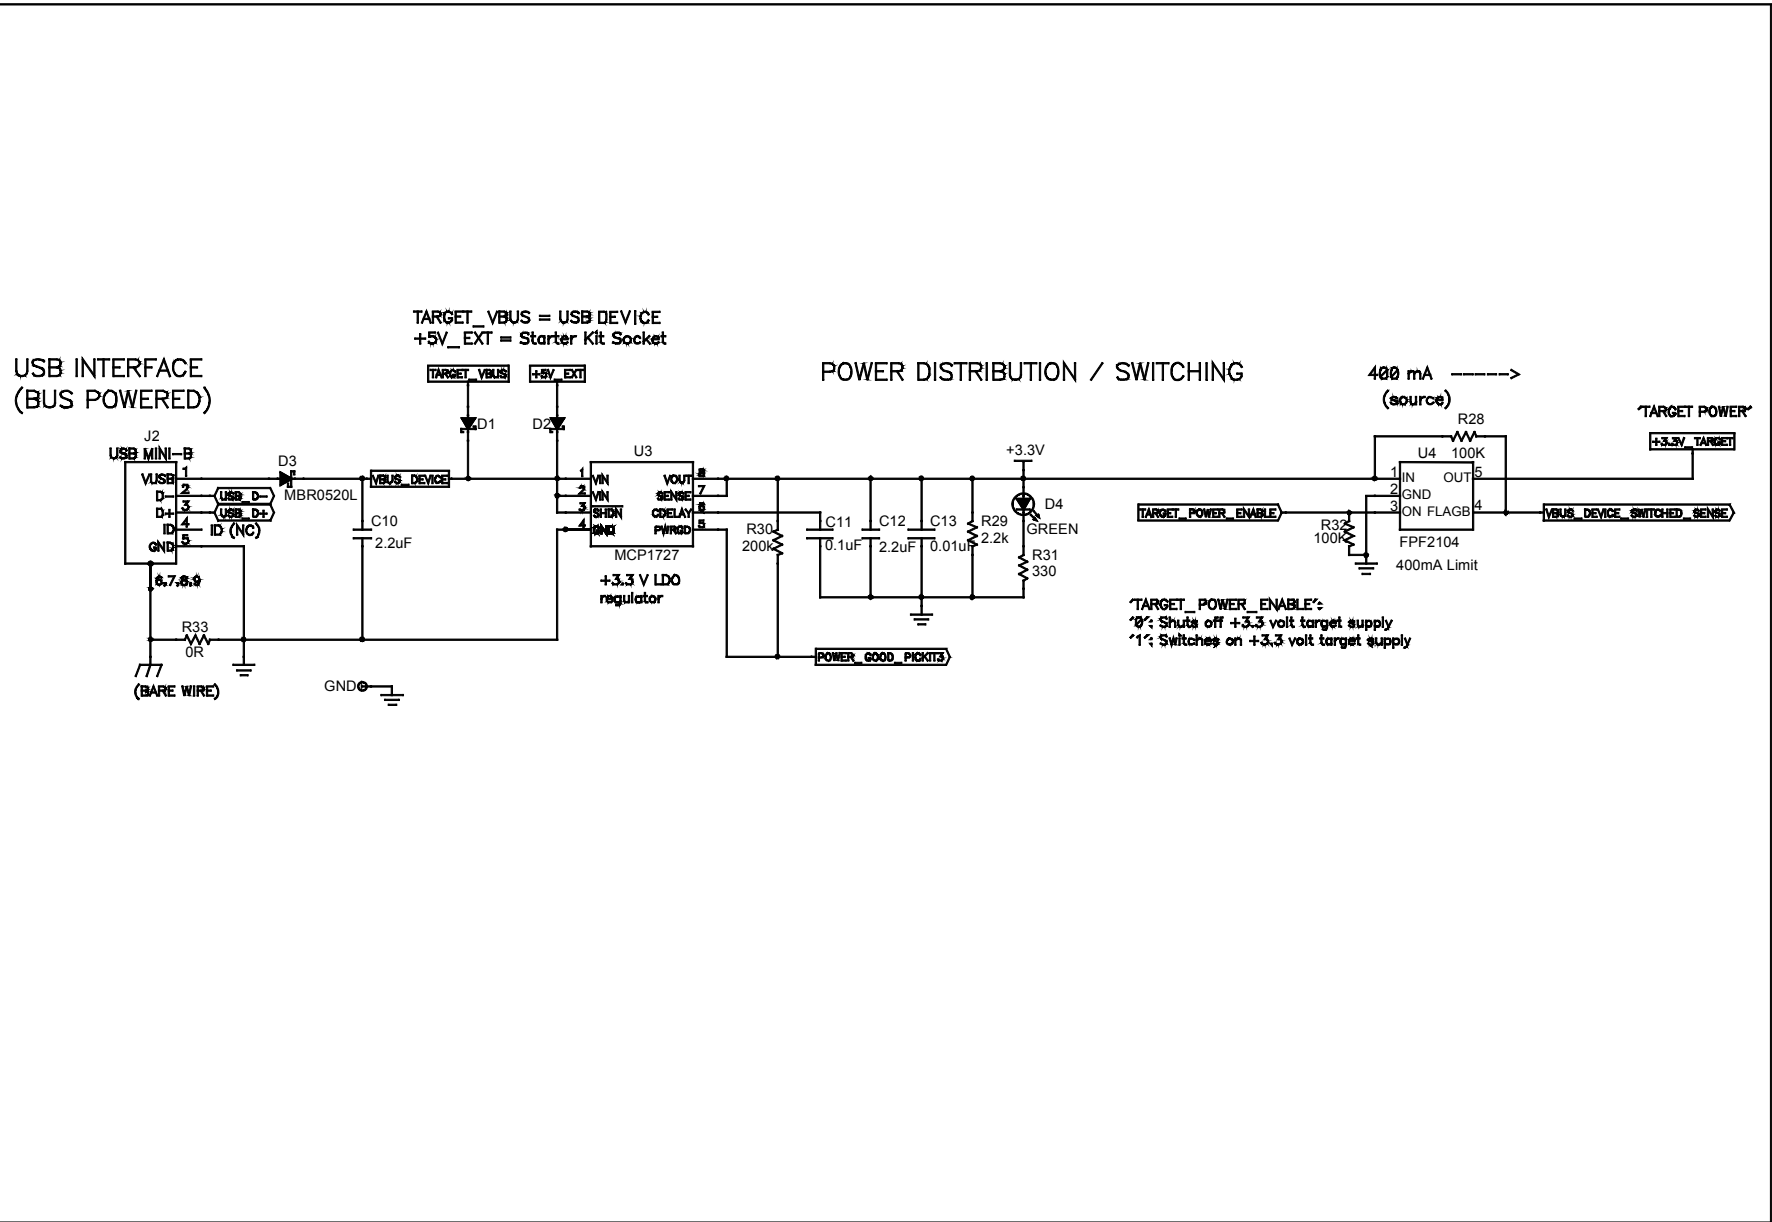 TARGET_VBUS = USB DEVICE
+5V_EXT = Starter Kit Socket
USB INTERFACE
(BUS POWERED)
TARGET_VBUS
+5V_EXT
POWER DISTRIBUTION / SWITCHING
400 mA ----->
(source)
'TARGET POWER'
+3.3V_TARGET
J2
USB MINI-B
VUSB 1
D- 2
D+ 3
ID 4
GND 5
USB_D-
USB_D+
ID (NC)
6,7,8,9
D3
MBR0520L
VBUS_DEVICE
C10
2.2uF
D1
D2
R33
0R
(BARE WIRE)
GND
U3
1 VIN
2 VIN
3 SHDN
4 GND
VOUT 8
SENSE 7
CDELAY 6
PWRGD 5
MCP1727
+3.3 V LDO
regulator
R30
200k
C11
0.1uF
C12
2.2uF
C13
0.01uF
R29
2.2k
+3.3V
D4
GREEN
R31
330
POWER_GOOD_PICKIT3
TARGET_POWER_ENABLE
R32
100K
R28
100K
U4
1 IN
2 GND
3 ON
OUT 5
FLAGB 4
FPF2104
400mA Limit
VBUS_DEVICE_SWITCHED_SENSE
'TARGET_POWER_ENABLE':
'0': Shuts off +3.3 volt target supply
'1': Switches on +3.3 volt target supply